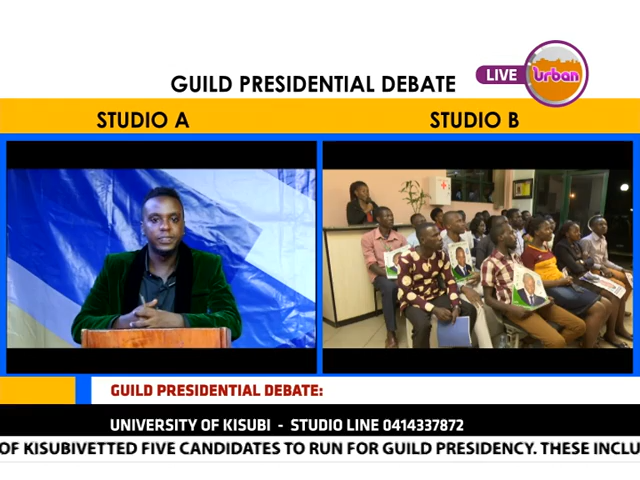 GUILD PRESIDENTIAL DEBATE
LIVE
Urban
STUDIO A
STUDIO B
GUILD PRESIDENTIAL DEBATE:
UNIVERSITY OF KISUBI - STUDIO LINE 0414337872
OF KISUBIVETTED FIVE CANDIDATES TO RUN FOR GUILD PRESIDENCY. THESE INCLU